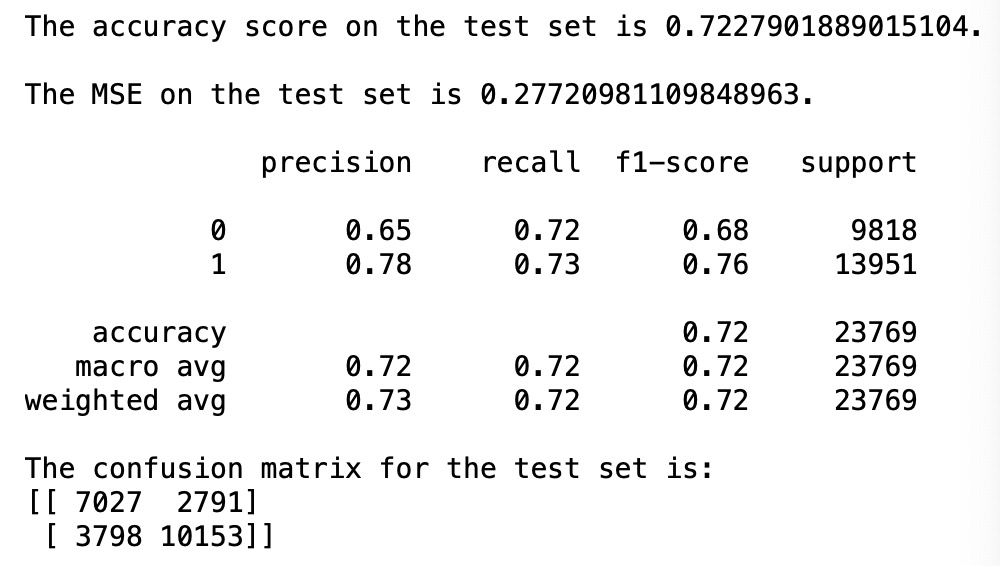 The accuracy score on the test set is 0.7227901889015104.
The MSE on the test set is 0.27720981109848963.
precision recall f1-score support
0 0.65 0.72 0.68 9818
1 0.78 0.73 0.76 13951
accuracy 0.72 23769
macro avg 0.72 0.72 0.72 23769
weighted avg 0.73 0.72 0.72 23769
The confusion matrix for the test set is:
[[ 7027 2791]
[ 3798 10153]]